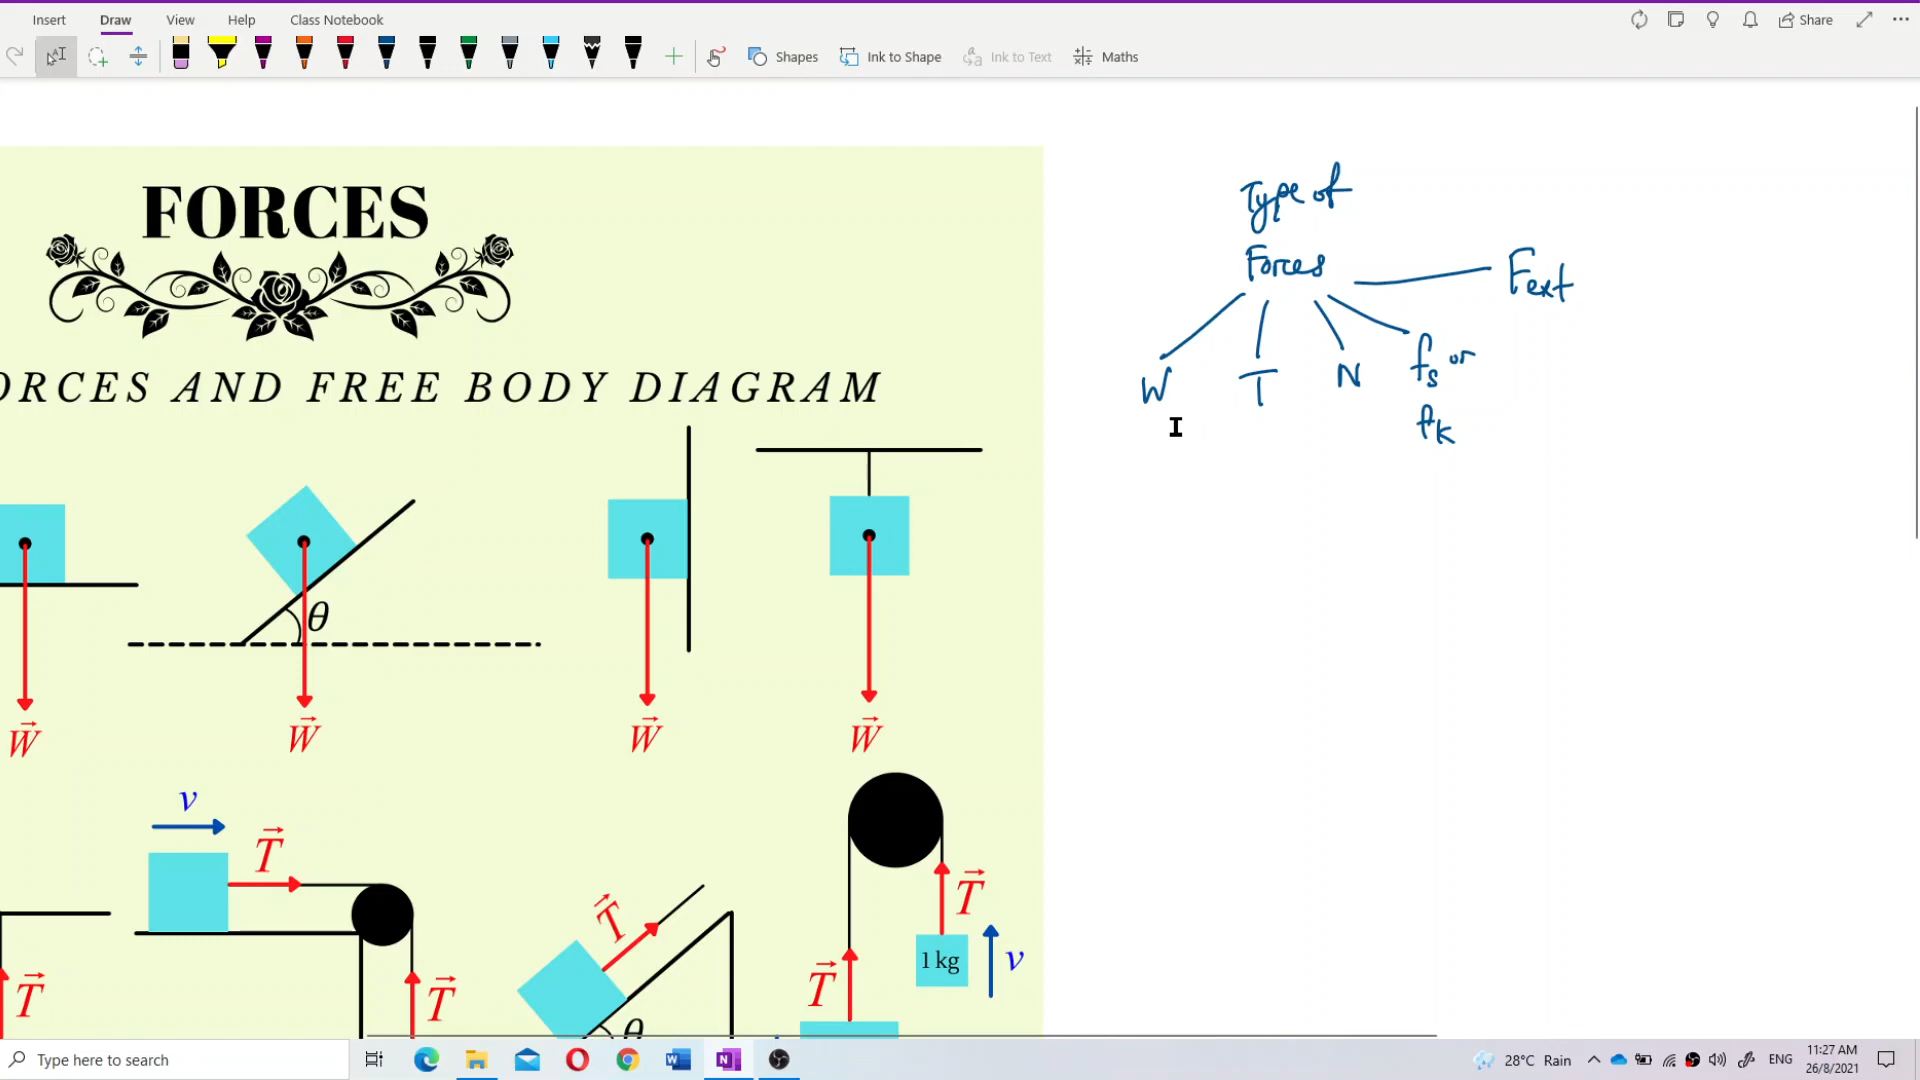 Insert Draw View Help Class Notebook Share
Shapes Ink to Shape Ink to Text Maths
FORCES
ORCES AND FREE BODY DIAGRAM
Type of
Forces
Fext
W T N fs or
fk
θ
W W W W
v
T
T
T
T
T
T
1 kg
v
θ
Type here to search
28°C Rain
ENG
11:27 AM
26/8/2021